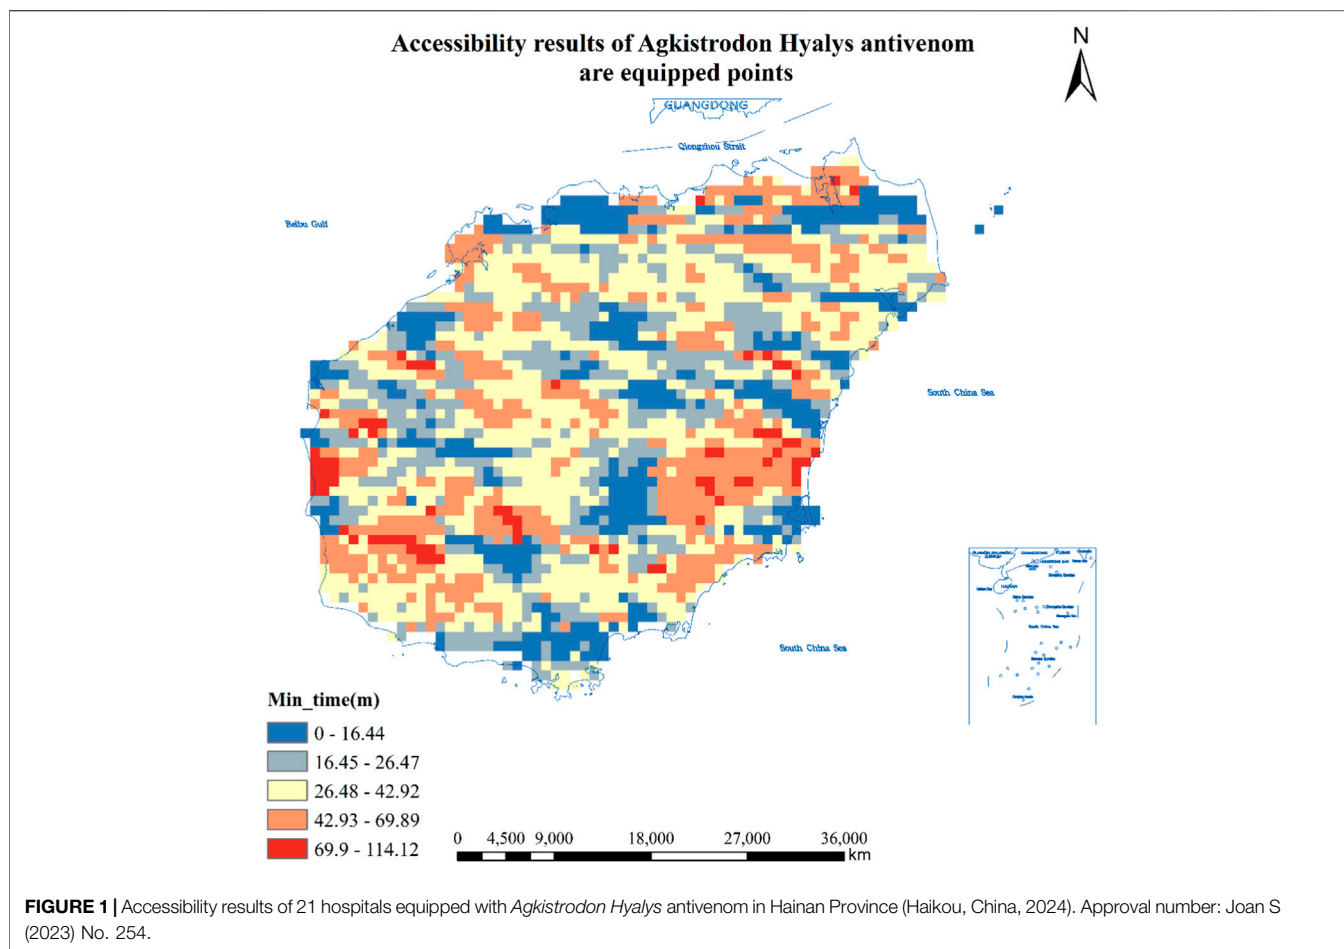 Accessibility results of Agkistrodon Hyalys antivenom
are equipped points
N
GUANGDONG
Qiongzhou Strait
Beibu Gulf
South China Sea
South China Sea
South China Sea
Min_time(m)
0 - 16.44
16.45 - 26.47
26.48 - 42.92
42.93 - 69.89
69.9 - 114.12
0 4,500 9,000 18,000 27,000 36,000
km
FIGURE 1 | Accessibility results of 21 hospitals equipped with Agkistrodon Hyalys antivenom in Hainan Province (Haikou, China, 2024). Approval number: Joan S
(2023) No. 254.